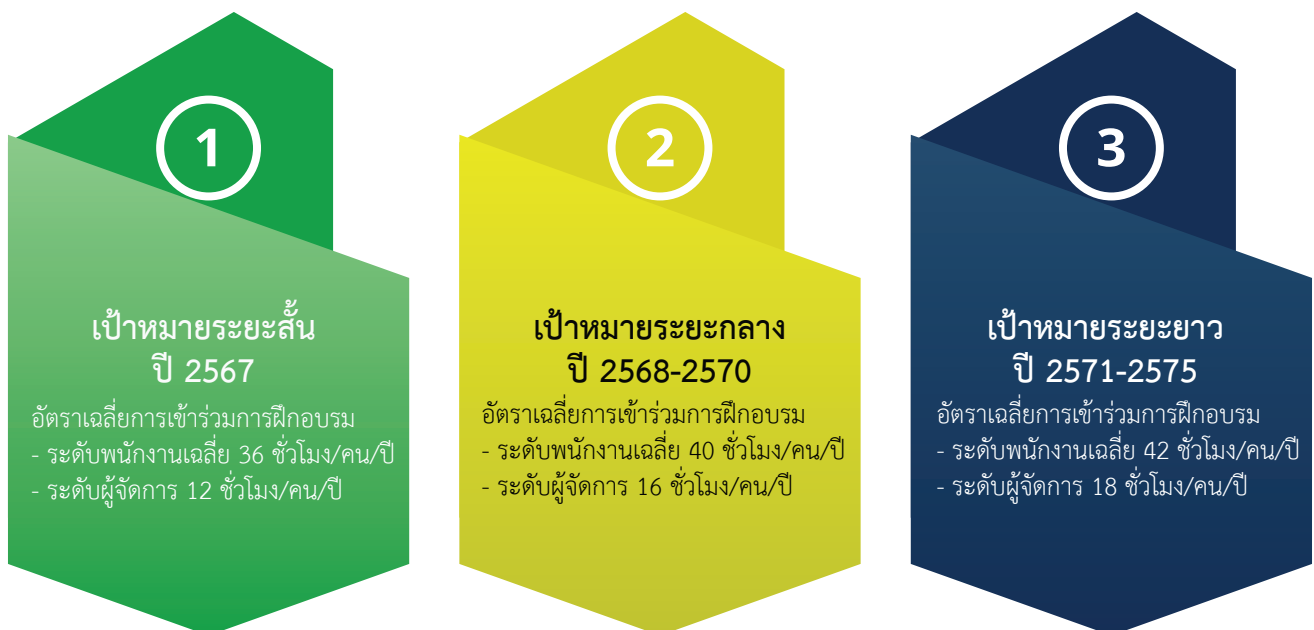 1
เป้าหมายระยะสั้น
ปี 2567
อัตราเฉลี่ยการเข้าร่วมการฝึกอบรม
- ระดับพนักงานเฉลี่ย 36 ชั่วโมง/คน/ปี
- ระดับผู้จัดการ 12 ชั่วโมง/คน/ปี
2
เป้าหมายระยะกลาง
ปี 2568-2570
อัตราเฉลี่ยการเข้าร่วมการฝึกอบรม
- ระดับพนักงานเฉลี่ย 40 ชั่วโมง/คน/ปี
- ระดับผู้จัดการ 16 ชั่วโมง/คน/ปี
3
เป้าหมายระยะยาว
ปี 2571-2575
อัตราเฉลี่ยการเข้าร่วมการฝึกอบรม
- ระดับพนักงานเฉลี่ย 42 ชั่วโมง/คน/ปี
- ระดับผู้จัดการ 18 ชั่วโมง/คน/ปี